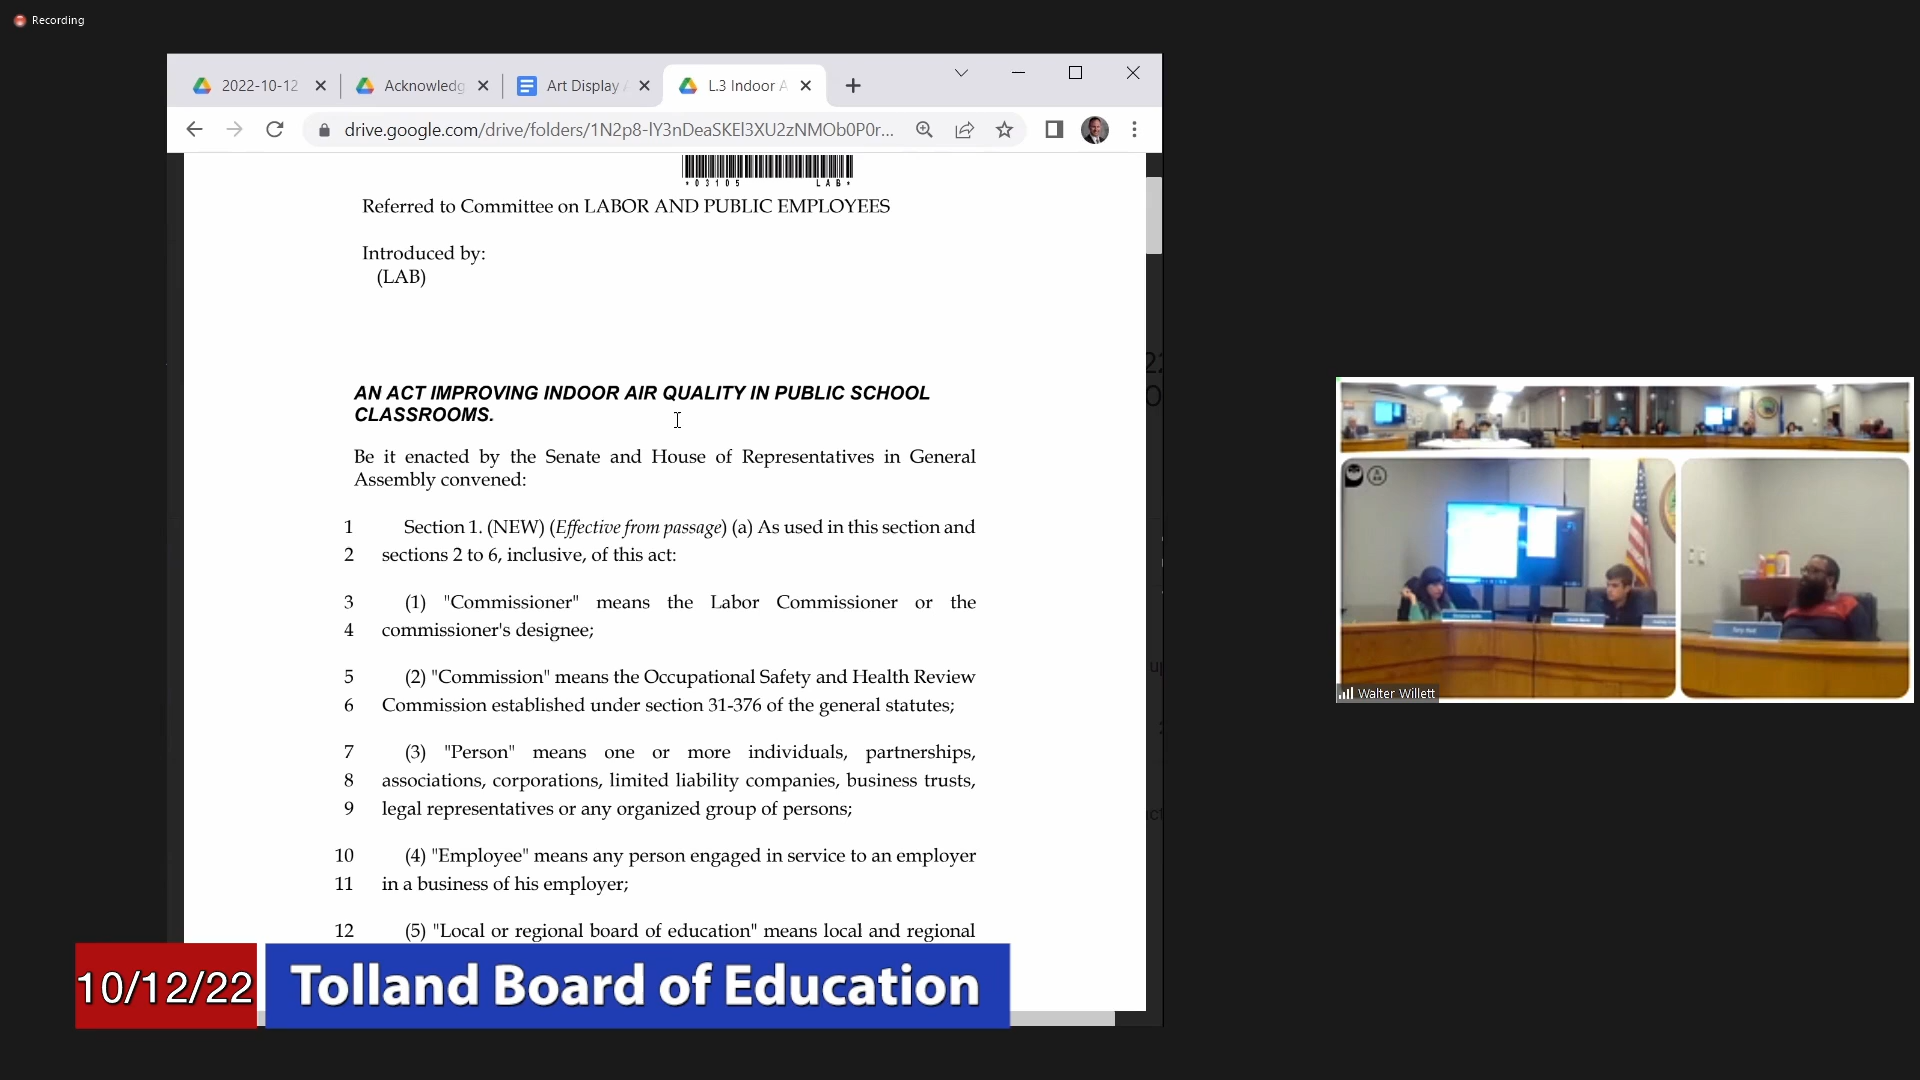 Recording
2022-10-12
Acknowledg
Art Display
L.3 Indoor A
drive.google.com/drive/folders/1N2p8-lY3nDeaSKEl3XU2zNMOb0P0r...
*03105 LAB*
Referred to Committee on LABOR AND PUBLIC EMPLOYEES
Introduced by:
(LAB)
AN ACT IMPROVING INDOOR AIR QUALITY IN PUBLIC SCHOOL
CLASSROOMS.
Be it enacted by the Senate and House of Representatives in General
Assembly convened:
1 Section 1. (NEW) (Effective from passage) (a) As used in this section and
2 sections 2 to 6, inclusive, of this act:
3 (1) "Commissioner" means the Labor Commissioner or the
4 commissioner's designee;
5 (2) "Commission" means the Occupational Safety and Health Review
6 Commission established under section 31-376 of the general statutes;
7 (3) "Person" means one or more individuals, partnerships,
8 associations, corporations, limited liability companies, business trusts,
9 legal representatives or any organized group of persons;
10 (4) "Employee" means any person engaged in service to an employer
11 in a business of his employer;
12 (5) "Local or regional board of education" means local and regional
10/12/22 Tolland Board of Education
Walter Willett